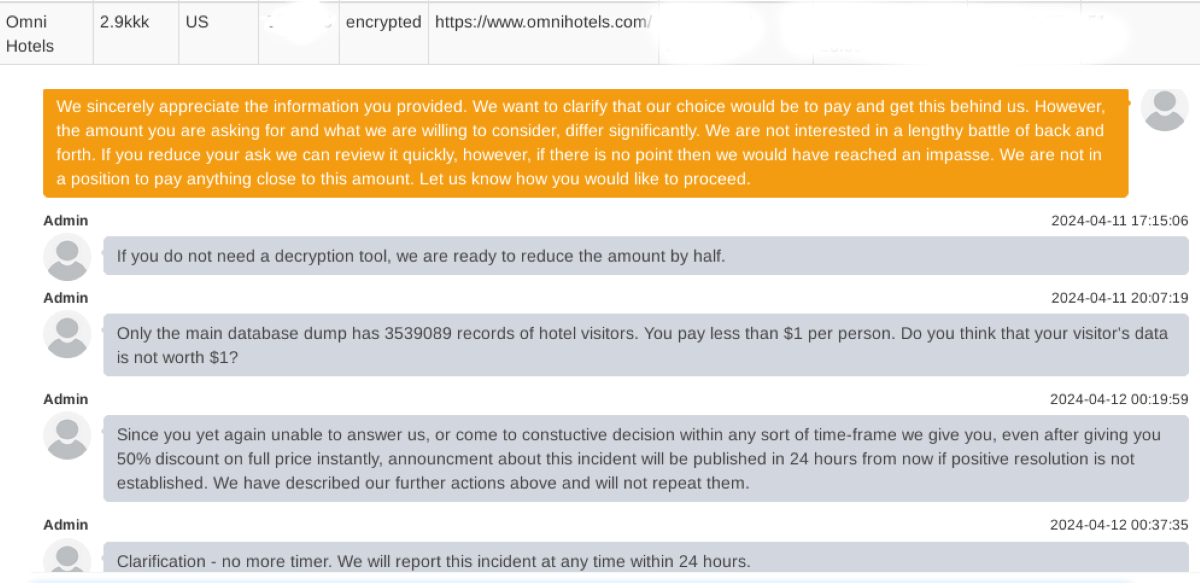 Omni Hotels 2.9kkk US encrypted https://www.omnihotels.com/
We sincerely appreciate the information you provided. We want to clarify that our choice would be to pay and get this behind us. However,
the amount you are asking for and what we are willing to consider, differ significantly. We are not interested in a lengthy battle of back and
forth. If you reduce your ask we can review it quickly, however, if there is no point then we would have reached an impasse. We are not in
a position to pay anything close to this amount. Let us know how you would like to proceed.
Admin 2024-04-11 17:15:06
If you do not need a decryption tool, we are ready to reduce the amount by half.
Admin 2024-04-11 20:07:19
Only the main database dump has 3539089 records of hotel visitors. You pay less than $1 per person. Do you think that your visitor's data
is not worth $1?
Admin 2024-04-12 00:19:59
Since you yet again unable to answer us, or come to constuctive decision within any sort of time-frame we give you, even after giving you
50% discount on full price instantly, announcment about this incident will be published in 24 hours from now if positive resolution is not
established. We have described our further actions above and will not repeat them.
Admin 2024-04-12 00:37:35
Clarification - no more timer. We will report this incident at any time within 24 hours.